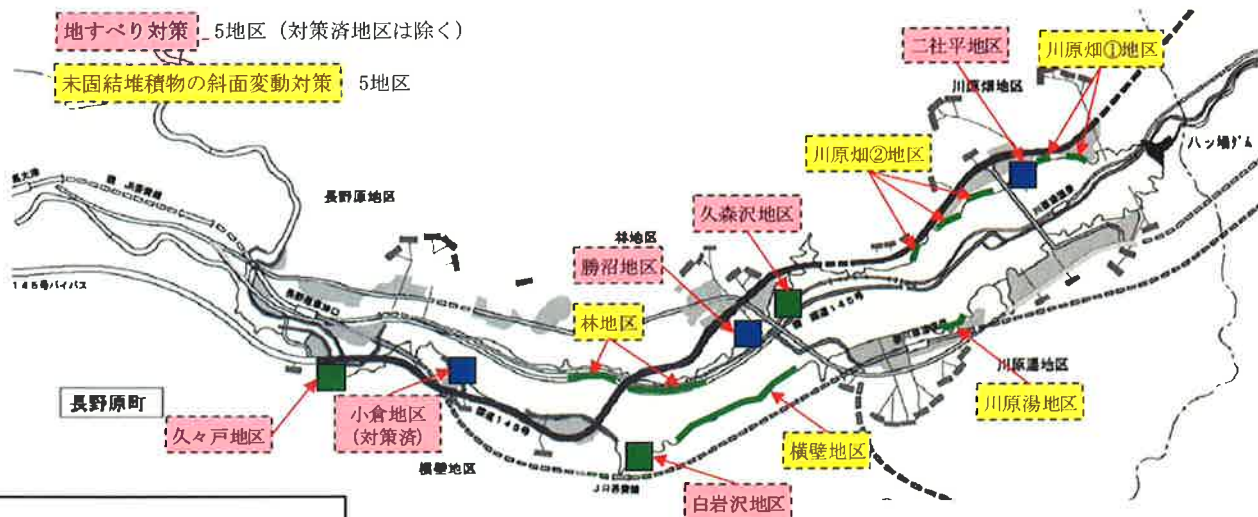 地すべり対策 5地区（対策済地区は除く）
未固結堆積物の斜面変動対策 5地区
二社平地区
川原畑①地区
川原畑地区
八ッ場ダム
川原畑②地区
長野原地区
久森沢地区
林地区
勝沼地区
145号バイパス
林地区
川原湯地区
長野原町
小倉地区
(対策済)
川原湯地区
久々戸地区
横壁地区
横壁地区
JR吾妻線
白岩沢地区